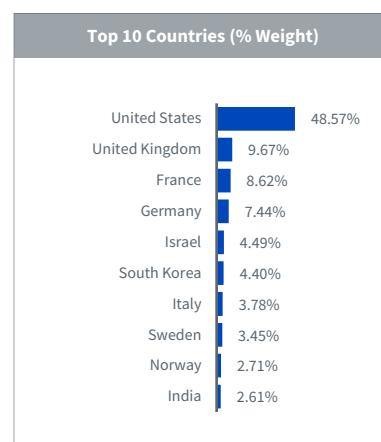 Top 10 Countries (% Weight)
United States 48.57%
United Kingdom 9.67%
France 8.62%
Germany 7.44%
Israel 4.49%
South Korea 4.40%
Italy 3.78%
Sweden 3.45%
Norway 2.71%
India 2.61%